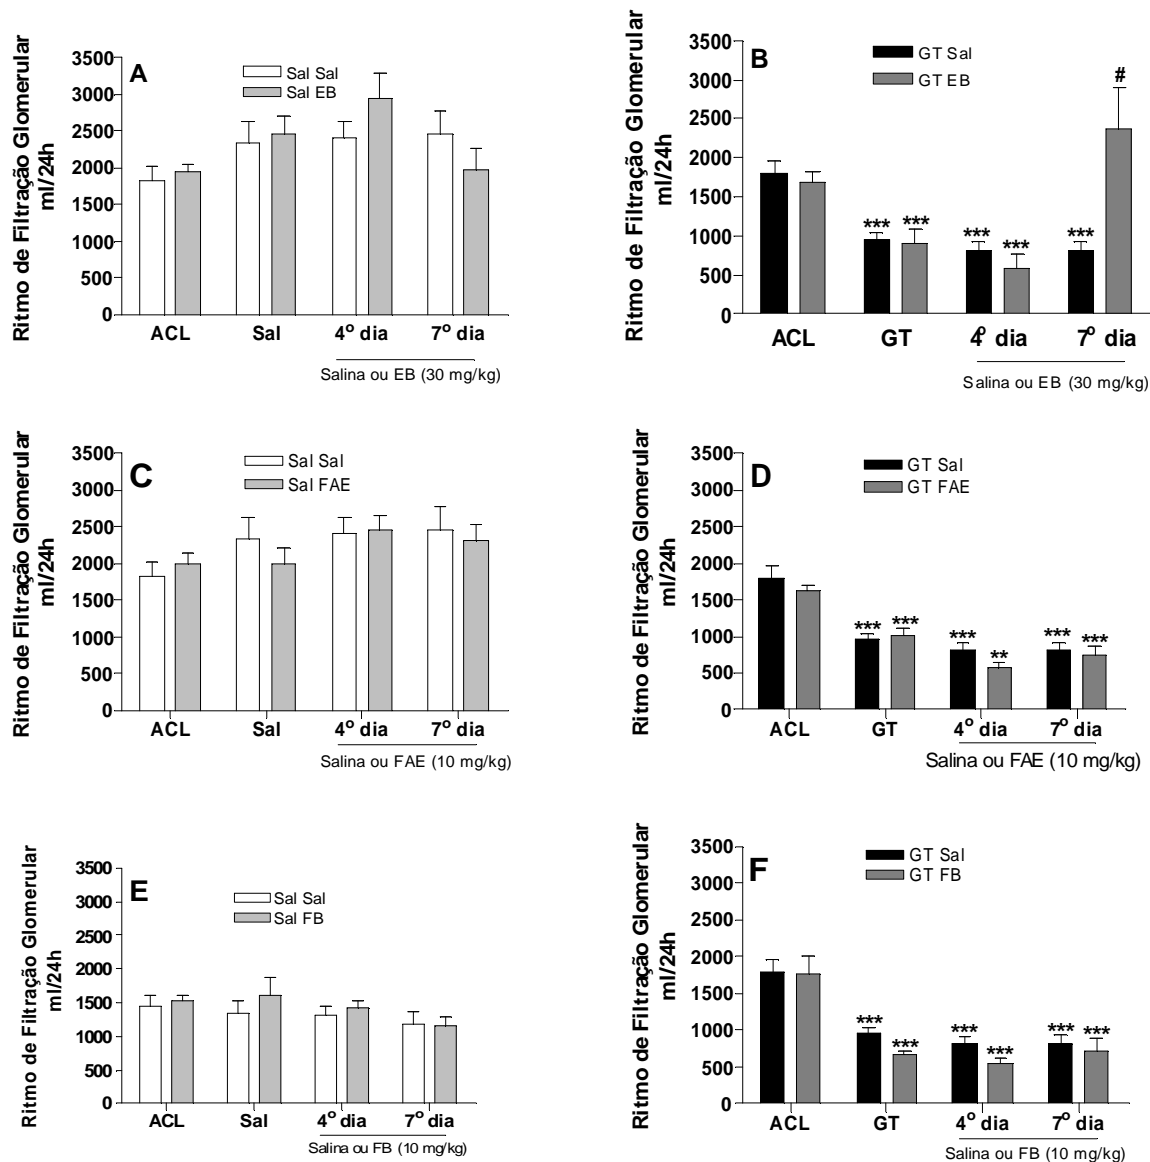 A
Sal Sal
Sal EB
Ritmo de Filtração Glomerular
ml/24h
3500
3000
2500
2000
1500
1000
500
0
ACL Sal 4º dia 7º dia
Salina ou EB (30 mg/kg)
B
GT Sal
GT EB
Ritmo de Filtração Glomerular
ml/24h
3500
3000
2500
2000
1500
1000
500
0
*** *** *** *** *** #
ACL GT 4º dia 7º dia
Salina ou EB (30 mg/kg)
C
Sal Sal
Sal FAE
Ritmo de Filtração Glomerular
ml/24h
3500
3000
2500
2000
1500
1000
500
0
ACL Sal 4º dia 7º dia
Salina ou FAE (10 mg/kg)
D
GT Sal
GT FAE
Ritmo de Filtração Glomerular
ml/24h
3500
3000
2500
2000
1500
1000
500
0
*** *** *** ** *** ***
ACL GT 4º dia 7º dia
Salina ou FAE (10 mg/kg)
E
Sal Sal
Sal FB
Ritmo de Filtração Glomerular
ml/24h
3500
3000
2500
2000
1500
1000
500
0
ACL Sal 4º dia 7º dia
Salina ou FB (10 mg/kg)
F
GT Sal
GT FB
Ritmo de Filtração Glomerular
ml/24h
3500
3000
2500
2000
1500
1000
500
0
*** *** *** *** *** ***
ACL GT 4º dia 7º dia
Salina ou FB (10 mg/kg)